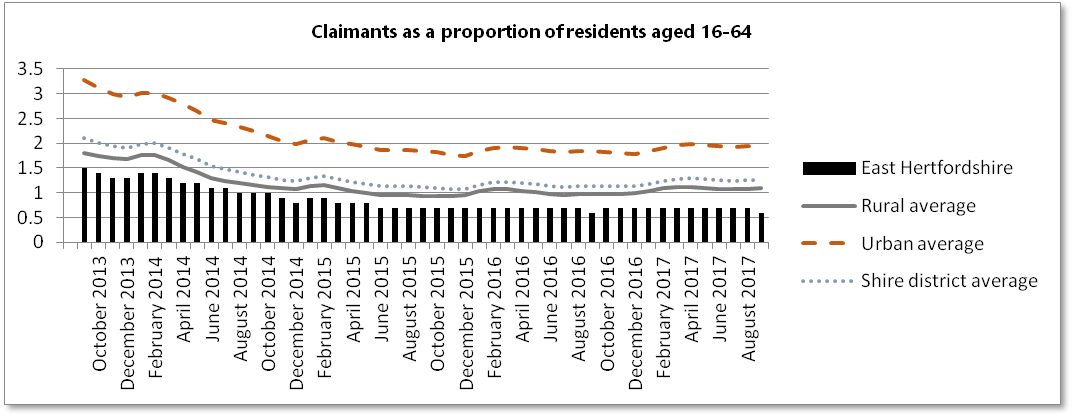 Claimants as a proportion of residents aged 16-64
3.5
3
2.5
2
1.5
1
0.5
0
October 2013
December 2013
February 2014
April 2014
June 2014
August 2014
October 2014
December 2014
February 2015
April 2015
June 2015
August 2015
October 2015
December 2015
February 2016
April 2016
June 2016
August 2016
October 2016
December 2016
February 2017
April 2017
June 2017
August 2017
East Hertfordshire
Rural average
Urban average
Shire district average